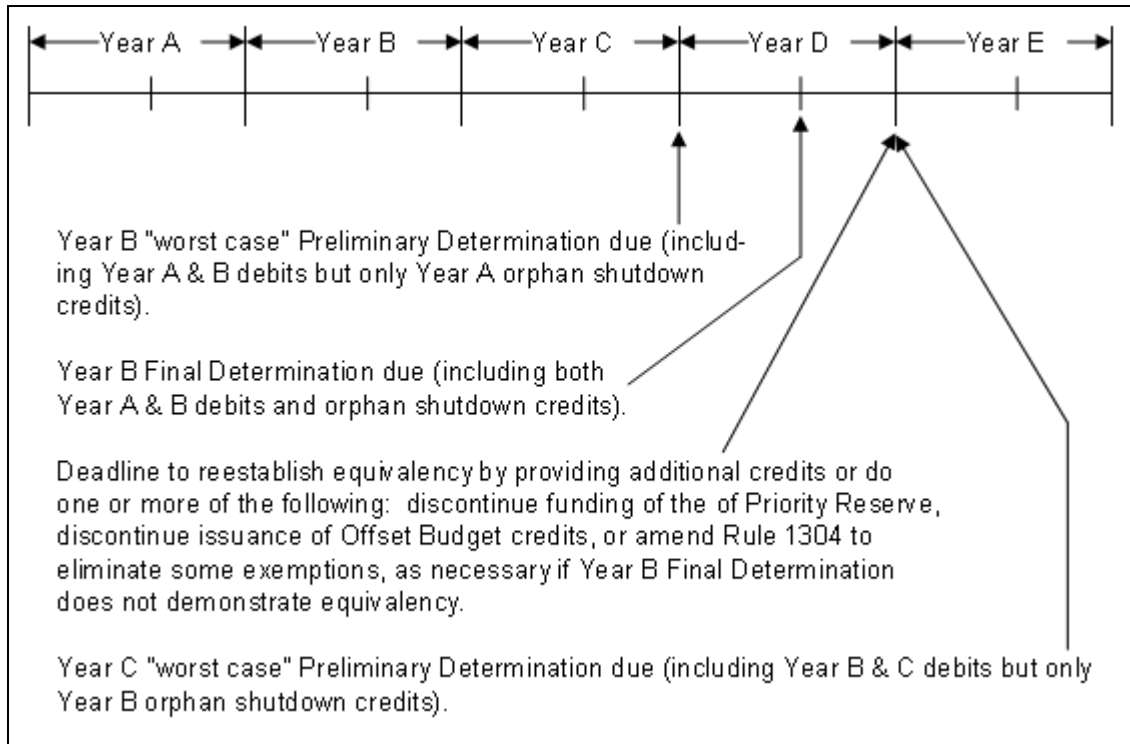 Year A Year B Year C Year D Year E
Year B "worst case" Preliminary Determination due (includ-
ing Year A & B debits but only Year A orphan shutdown
credits).
Year B Final Determination due (including both
Year A & B debits and orphan shutdown credits).
Deadline to reestablish equivalency by providing additional credits or do
one or more of the following: discontinue funding of the of Priority Reserve,
discontinue issuance of Offset Budget credits, or amend Rule 1304 to
eliminate some exemptions, as necessary if Year B Final Determination
does not demonstrate equivalency.
Year C "worst case" Preliminary Determination due (including Year B & C debits but only
Year B orphan shutdown credits).